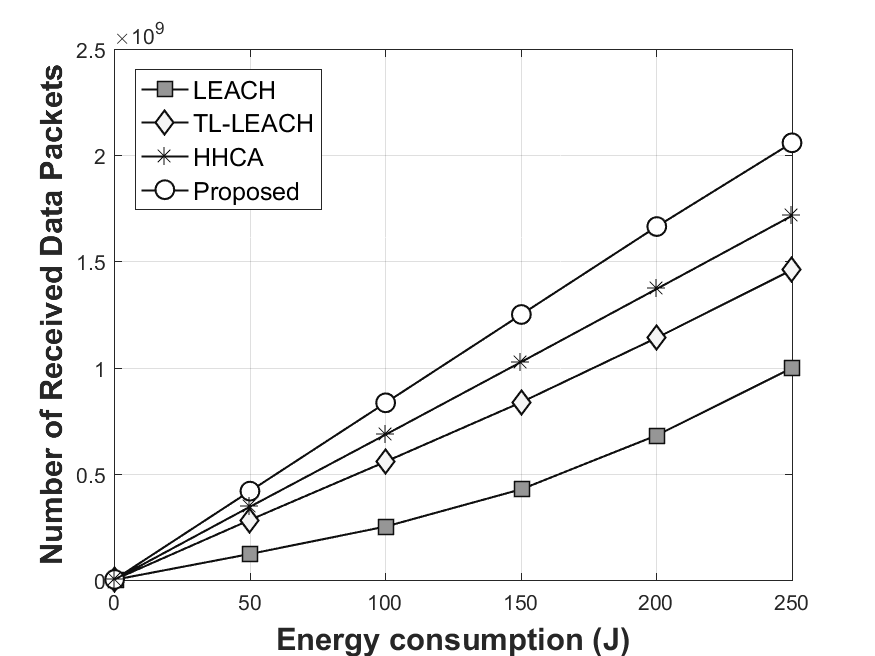 ×10⁹
2.5
2
1.5
1
0.5
0
LEACH
TL-LEACH
HHCA
Proposed
Number of Received Data Packets
0 50 100 150 200 250
Energy consumption (J)